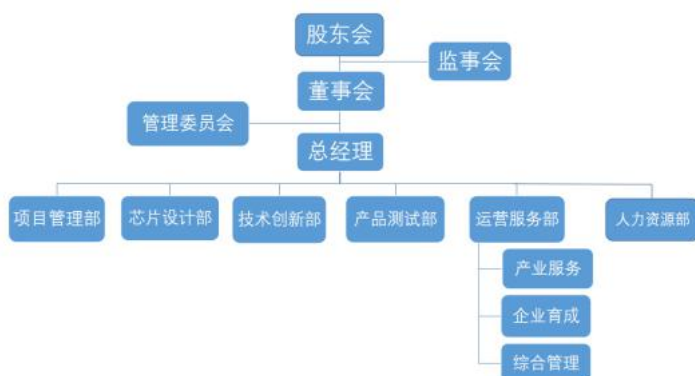 股东会
监事会
董事会
管理委员会
总经理
项目管理部
芯片设计部
技术创新部
产品测试部
运营服务部
人力资源部
产业服务
企业育成
综合管理